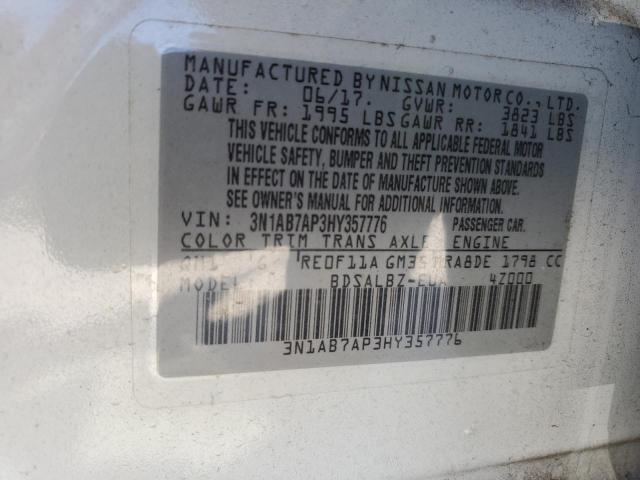 MANUFACTURED BY NISSAN MOTOR CO., LTD.
DATE: 06/17. GVWR: 3823 LBS
GAWR FR: 1995 LBS GAWR RR: 1841 LBS
THIS VEHICLE CONFORMS TO ALL APPLICABLE FEDERAL MOTOR
VEHICLE SAFETY, BUMPER AND THEFT PREVENTION STANDARDS
IN EFFECT ON THE DATE OF MANUFACTURE SHOWN ABOVE.
SEE OWNER'S MANUAL FOR ADDITIONAL INFORMATION.
VIN: 3N1AB7AP3HY357776 PASSENGER CAR.
COLOR TRIM TRANS AXLE ENGINE
QM1 G RE0F11A GM35 MRA8DE 1798 CC
MODEL BDSALBZ-EUA 4Z000
3N1AB7AP3HY357776